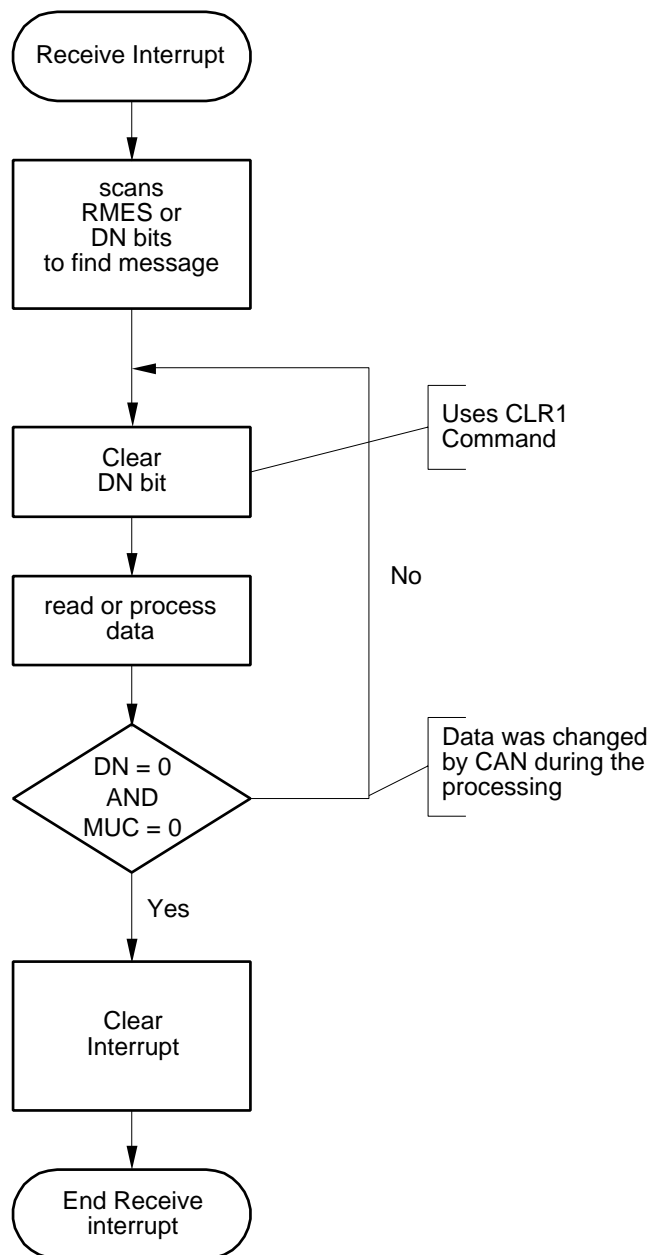 Receive Interrupt
scans
RMES or
DN bits
to find message
Uses CLR1
Command
Clear
DN bit
No
read or process
data
Data was changed
by CAN during the
processing
DN = 0
AND
MUC = 0
Yes
Clear
Interrupt
End Receive
interrupt